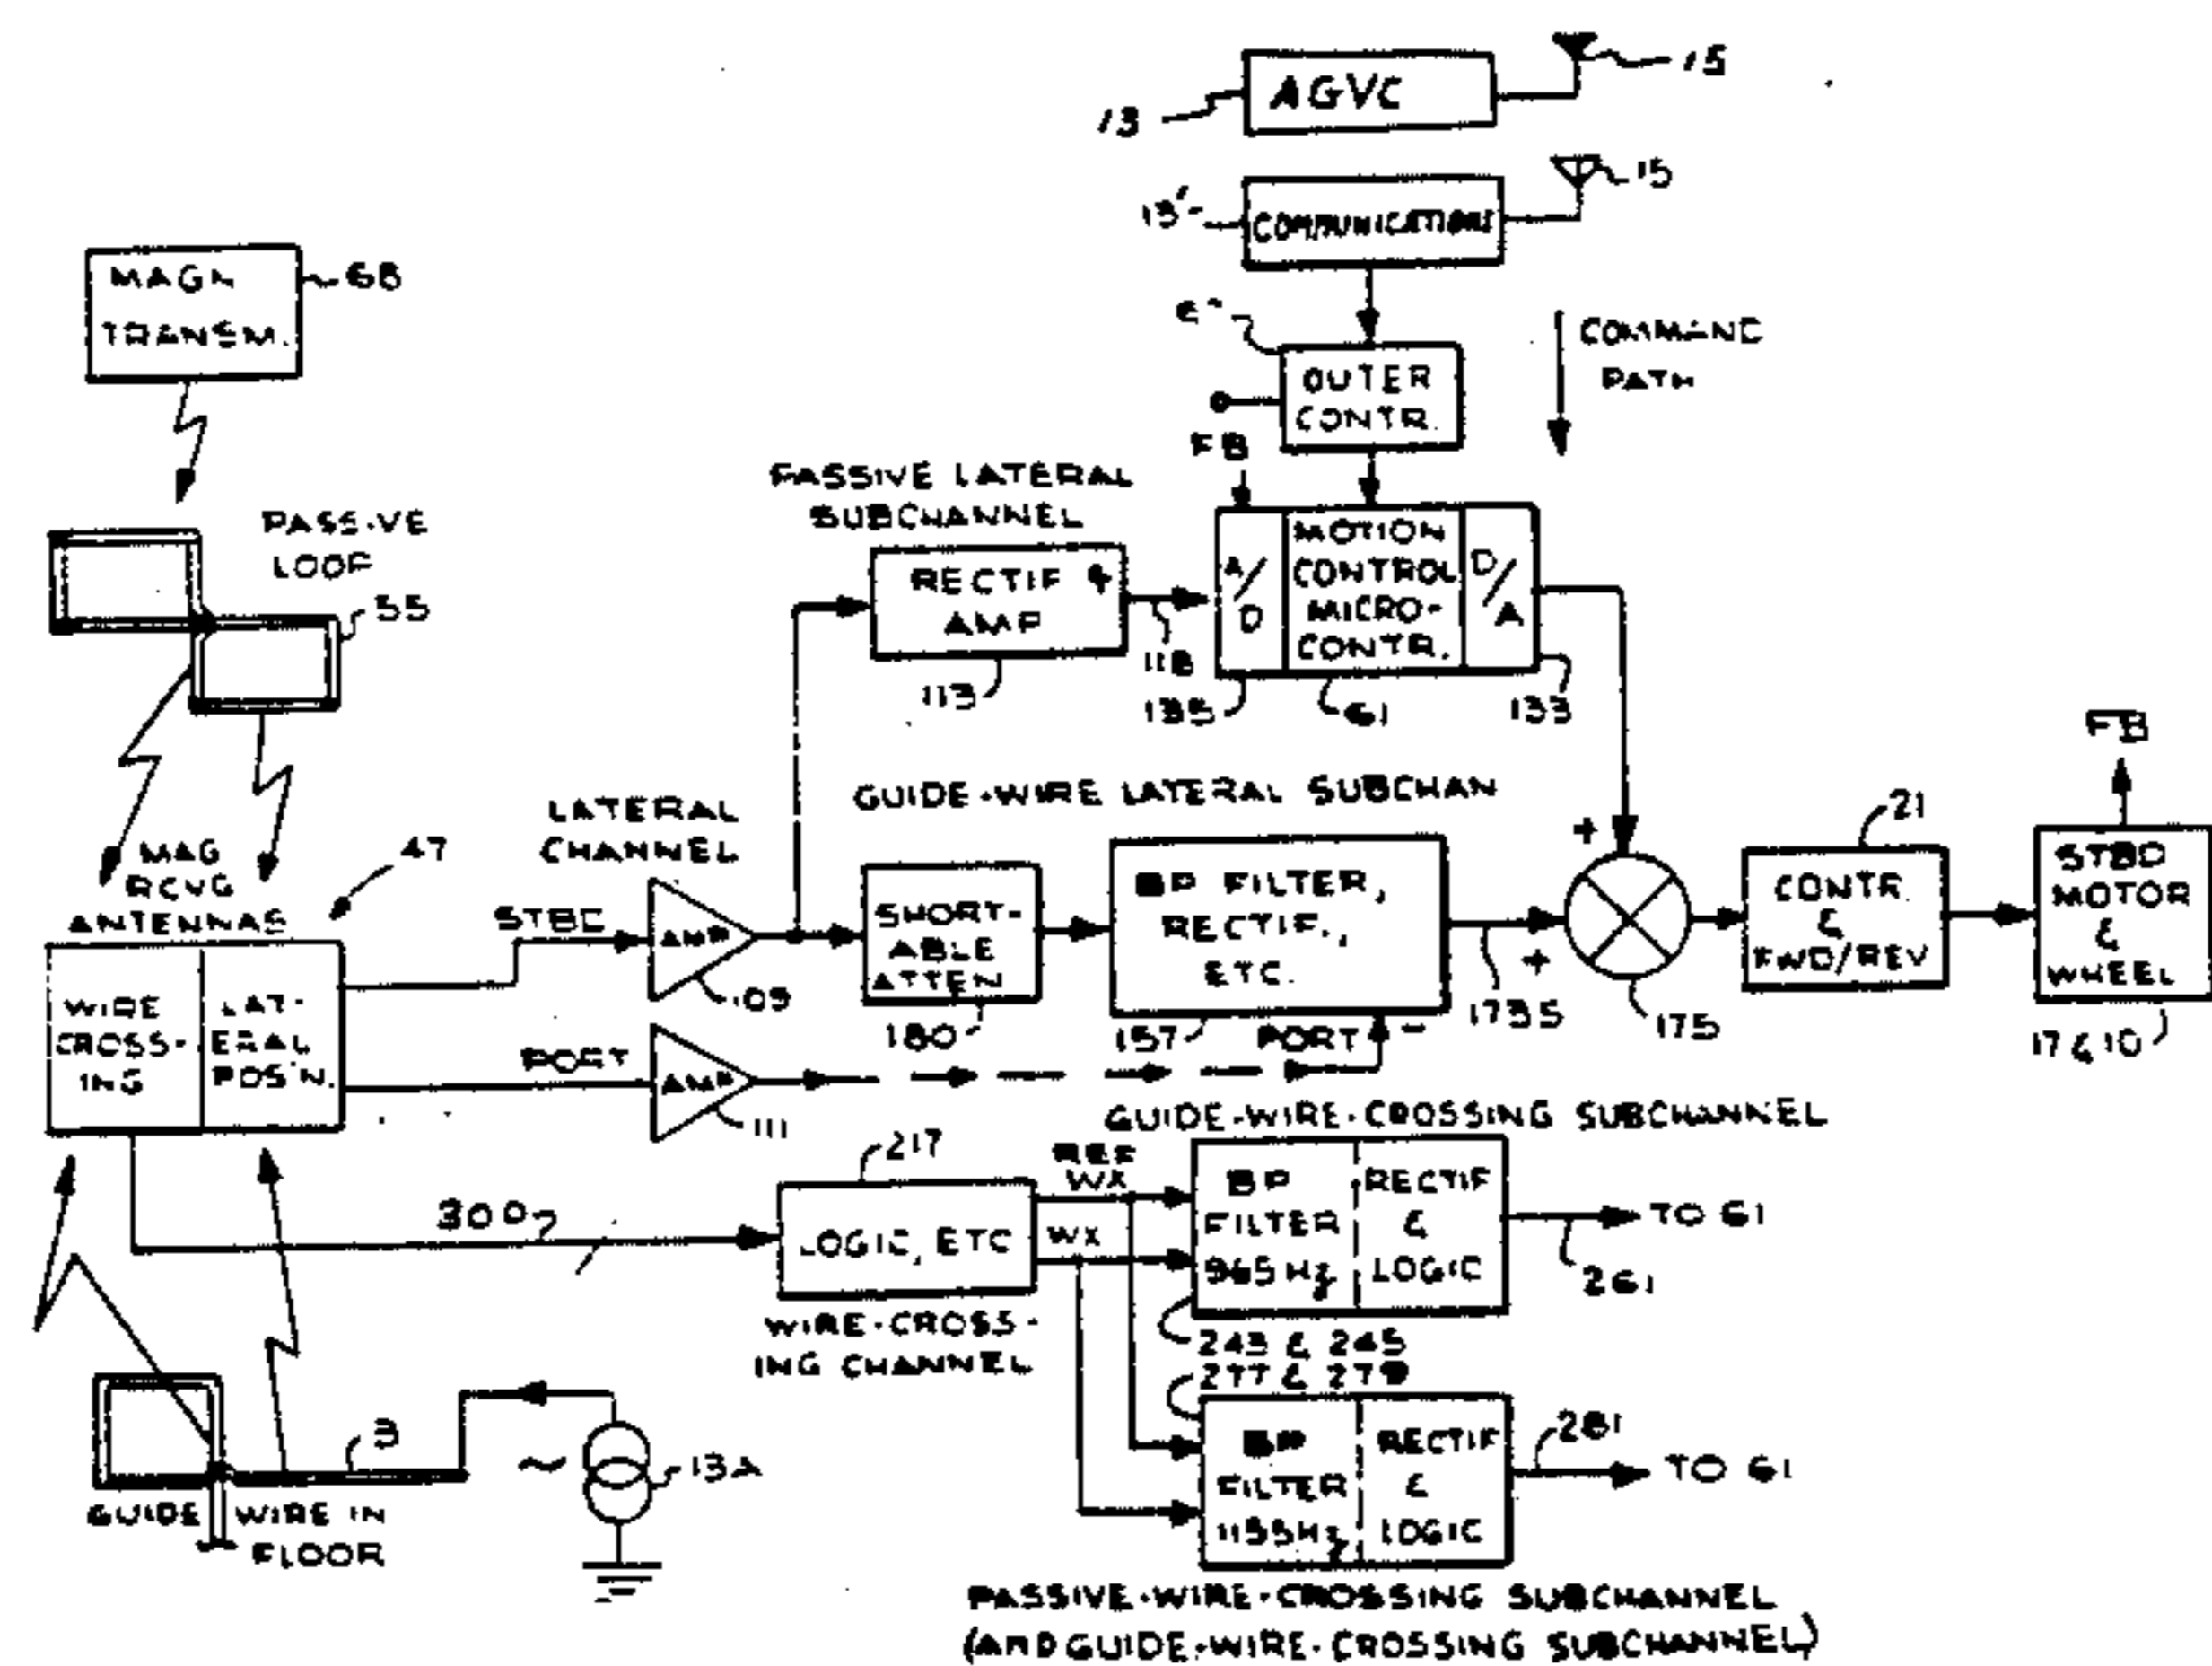 AGVC
15
13
15
13'
COMMUNICATIONS
MAGN
TRANSM.
68
OUTER
CONTR.
COMMAND
PATH
FB
PASSIVE LATERAL
SUBCHANNEL
PASSIVE
LOOP
55
RECTIF &
AMP
113
118
A/D
MOTION
CONTROL
MICRO-
CONTR.
D/A
135
61
133
FB
LATERAL
CHANNEL
GUIDE-WIRE LATERAL SUBCHAN
MAG
RCVG
ANTENNAS
47
STBD
AMP
109
SHORT-
ABLE
ATTEN
180
BP FILTER,
RECTIF.,
ETC.
157
173S
+
+
175
21
CONTR.
&
FWD/REV
STBD
MOTOR
&
WHEEL
17 & 10
WIRE
CROSS-
ING
LAT-
ERAL
POS'N.
PORT
AMP
111
PORT -
GUIDE-WIRE-CROSSING SUBCHANNEL
217
300
LOGIC, ETC
WIRE-CROSS-
ING CHANNEL
REF
WX
WX
BP
FILTER
965 Hz
RECTIF
&
LOGIC
TO 61
261
243 & 245
277 & 279
BP
FILTER
1155 Hz
RECTIF
&
LOGIC
281
TO 61
3
~
13A
GUIDE WIRE IN
FLOOR
PASSIVE-WIRE-CROSSING SUBCHANNEL
(AND GUIDE-WIRE-CROSSING SUBCHANNEL)